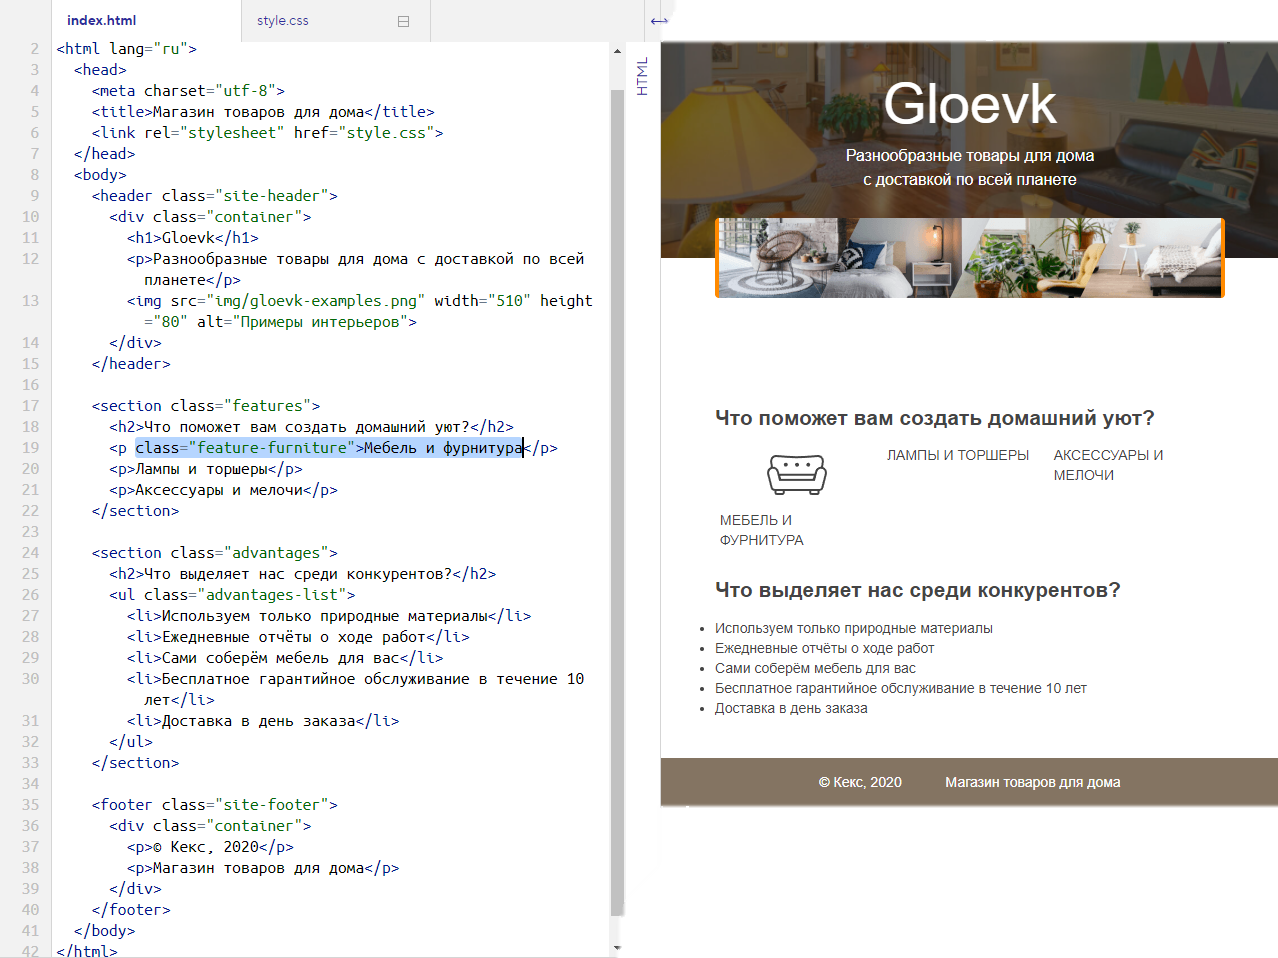 index.html
style.css
HTML
2 <html lang="ru">
3 <head>
4 <meta charset="utf-8">
5 <title>Магазин товаров для дома</title>
6 <link rel="stylesheet" href="style.css">
7 </head>
8 <body>
9 <header class="site-header">
10 <div class="container">
11 <h1>Gloevk</h1>
12 <p>Разнообразные товары для дома с доставкой по всей
планете</p>
13 <img src="img/gloevk-examples.png" width="510" height
="80" alt="Примеры интерьеров">
14 </div>
15 </header>
16
17 <section class="features">
18 <h2>Что поможет вам создать домашний уют?</h2>
19 <p class="feature-furniture">Мебель и фурнитура</p>
20 <p>Лампы и торшеры</p>
21 <p>Аксессуары и мелочи</p>
22 </section>
23
24 <section class="advantages">
25 <h2>Что выделяет нас среди конкурентов?</h2>
26 <ul class="advantages-list">
27 <li>Используем только природные материалы</li>
28 <li>Ежедневные отчёты о ходе работ</li>
29 <li>Сами соберём мебель для вас</li>
30 <li>Бесплатное гарантийное обслуживание в течение 10
лет</li>
31 <li>Доставка в день заказа</li>
32 </ul>
33 </section>
34
35 <footer class="site-footer">
36 <div class="container">
37 <p>© Кекс, 2020</p>
38 <p>Магазин товаров для дома</p>
39 </div>
40 </footer>
41 </body>
42 </html>
Gloevk
Разнообразные товары для дома
с доставкой по всей планете
Что поможет вам создать домашний уют?
МЕБЕЛЬ И
ФУРНИТУРА
ЛАМПЫ И ТОРШЕРЫ
АКСЕССУАРЫ И
МЕЛОЧИ
Что выделяет нас среди конкурентов?
• Используем только природные материалы
• Ежедневные отчёты о ходе работ
• Сами соберём мебель для вас
• Бесплатное гарантийное обслуживание в течение 10 лет
• Доставка в день заказа
© Кекс, 2020
Магазин товаров для дома